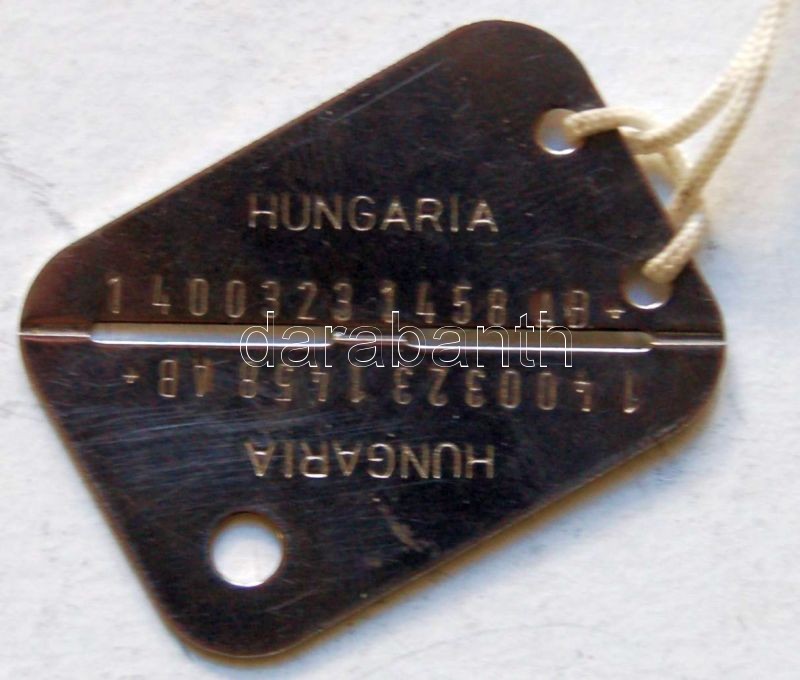 HUNGARIA
1 400323 1458 AB+
darabanth
1 400323 1458 AB+
HUNGARIA